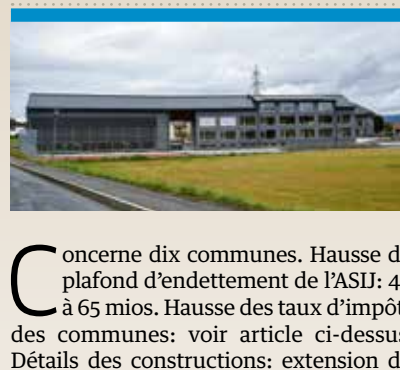 Concerne dix communes. Hausse d
plafond d’endettement de l’ASIJ: 4
à 65 mios. Hausse des taux d’impôt
des communes: voir article ci-dessus
Détails des constructions: extension d